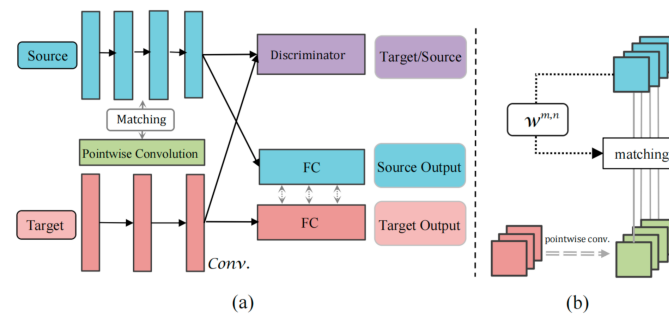 Source
Discriminator
Target/Source
Matching
Pointwise Convolution
FC
Source Output
Target
FC
Target Output
Conv.
(a)
w^{m,n}
matching
pointwise conv.
(b)